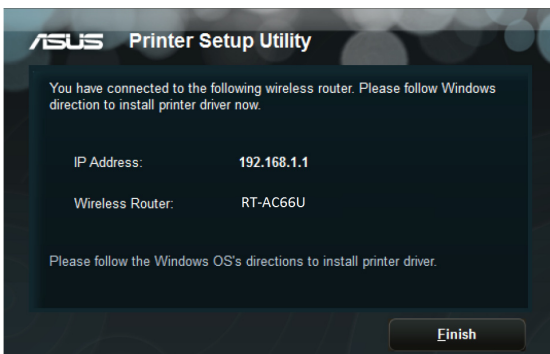 ASUS Printer Setup Utility
You have connected to the following wireless router. Please follow Windows
direction to install printer driver now.
IP Address: 192.168.1.1
Wireless Router: RT-AC66U
Please follow the Windows OS's directions to install printer driver.
Finish